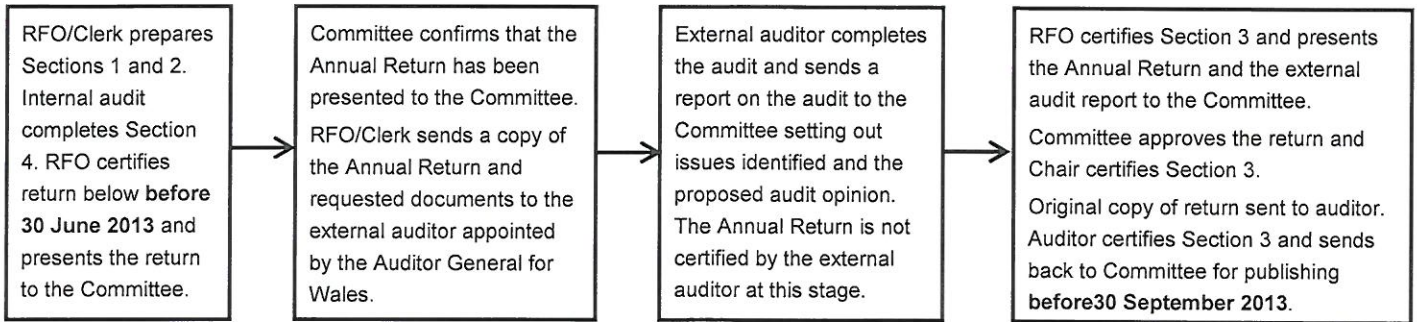 RFO/Clerk prepares
Sections 1 and 2.
Internal audit
completes Section
4. RFO certifies
return below before
30 June 2013 and
presents the return
to the Committee.
Committee confirms that the
Annual Return has been
presented to the Committee.
RFO/Clerk sends a copy of
the Annual Return and
requested documents to the
external auditor appointed
by the Auditor General for
Wales.
External auditor completes
the audit and sends a
report on the audit to the
Committee setting out
issues identified and the
proposed audit opinion.
The Annual Return is not
certified by the external
auditor at this stage.
RFO certifies Section 3 and presents
the Annual Return and the external
audit report to the Committee.
Committee approves the return and
Chair certifies Section 3.
Original copy of return sent to auditor.
Auditor certifies Section 3 and sends
back to Committee for publishing
before30 September 2013.